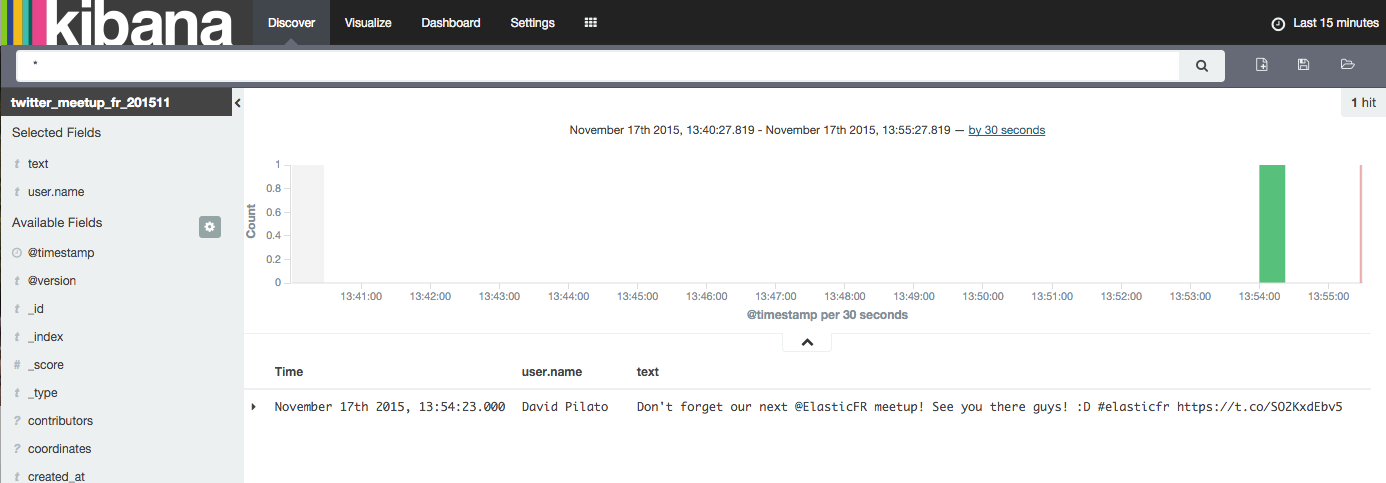 kibana Discover Visualize Dashboard Settings Last 15 minutes
*
twitter_meetup_fr_201511
1 hit
Selected Fields
text
user.name
Available Fields
@timestamp
@version
_id
_index
_score
_type
contributors
coordinates
created_at
November 17th 2015, 13:40:27.819 - November 17th 2015, 13:55:27.819 — by 30 seconds
Count
1
0.8
0.6
0.4
0.2
0
13:41:00 13:42:00 13:43:00 13:44:00 13:45:00 13:46:00 13:47:00 13:48:00 13:49:00 13:50:00 13:51:00 13:52:00 13:53:00 13:54:00 13:55:00
@timestamp per 30 seconds
Time user.name text
November 17th 2015, 13:54:23.000 David Pilato Don't forget our next @ElasticFR meetup! See you there guys! :D #elasticfr https://t.co/SO2KxdEbv5